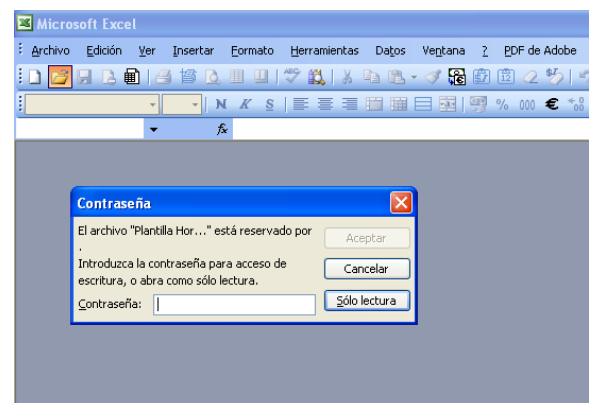 Microsoft Excel
Archivo Edición Ver Insertar Formato Herramientas Datos Ventana ? PDF de Adobe
N K S % 000 €
fx
Contraseña
El archivo "Plantilla Hor..." está reservado por
.
Aceptar
Introduzca la contraseña para acceso de
escritura, o abra como sólo lectura.
Cancelar
Contraseña:
Sólo lectura